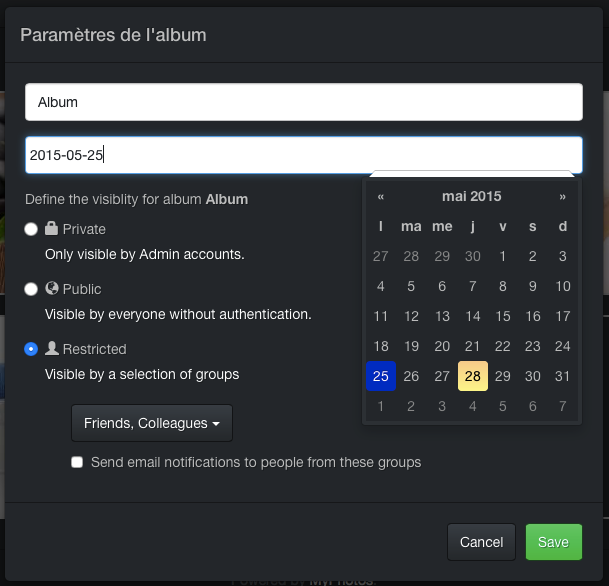 Paramètres de l'album
Album
2015-05-25
Define the visiblity for album Album
Private
Only visible by Admin accounts.
Public
Visible by everyone without authentication.
Restricted
Visible by a selection of groups
Friends, Colleagues
Send email notifications to people from these groups
« mai 2015 »
l ma me j v s d
27 28 29 30 1 2 3
4 5 6 7 8 9 10
11 12 13 14 15 16 17
18 19 20 21 22 23 24
25 26 27 28 29 30 31
1 2 3 4 5 6 7
Cancel Save
Powered by MyPhotos.